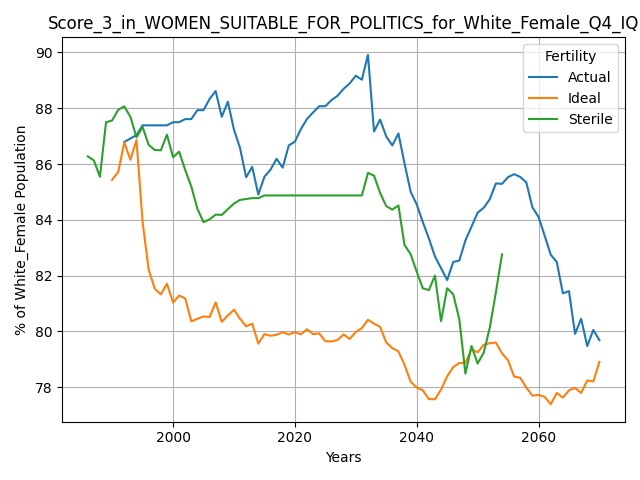 Score_3_in_WOMEN_SUITABLE_FOR_POLITICS_for_White_Female_Q4_IQ
Fertility
Actual
Ideal
Sterile
% of White_Female Population
90
88
86
84
82
80
78
2000
2020
2040
2060
Years